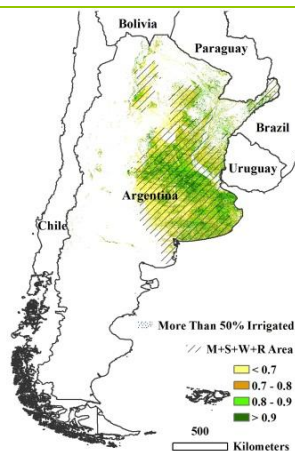 Bolivia
Paraguay
Brazil
Uruguay
Argentina
Chile
More Than 50% Irrigated
M+S+W+R Area
< 0.7
0.7 - 0.8
0.8 - 0.9
> 0.9
500
Kilometers